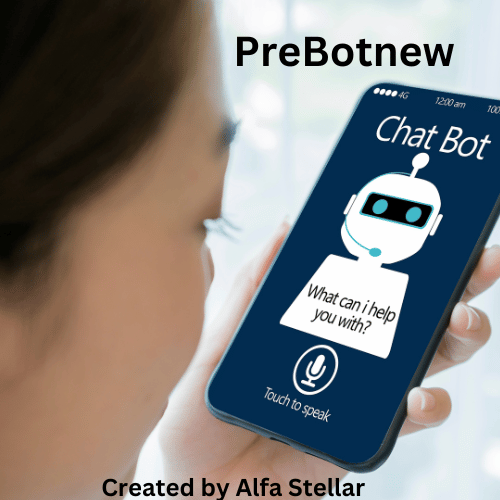 PreBotnew
4G 12:00 am 100
Chat Bot
What can i help
you with?
Touch to speak
Created by Alfa Stellar